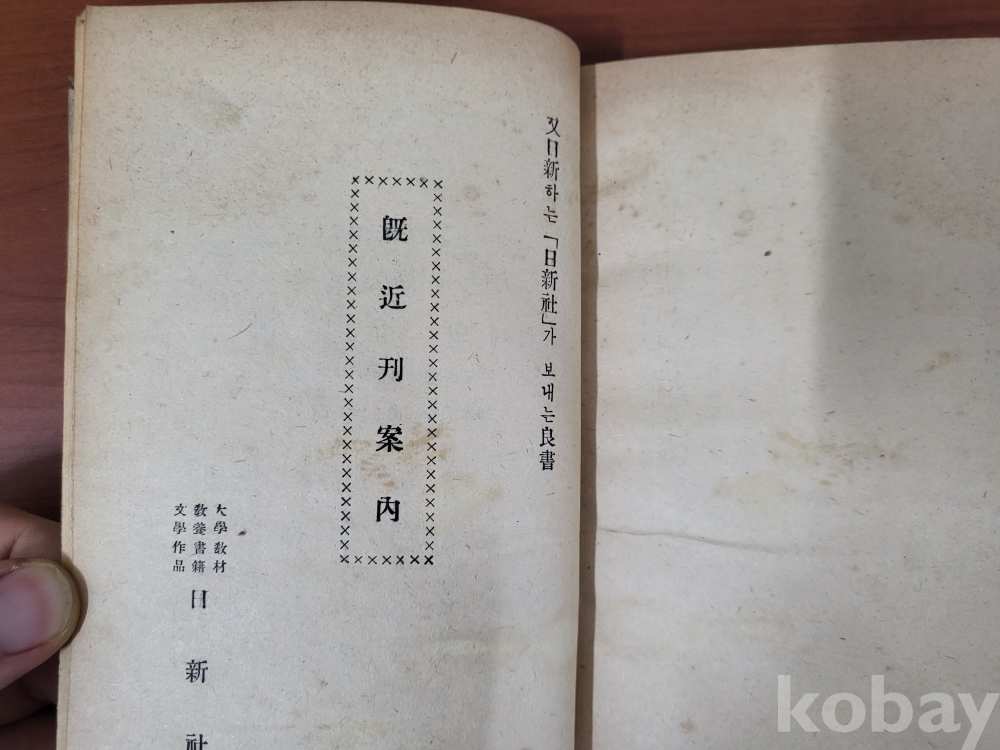 又日新하는「日新社」가 보내는良書
旣近刊案內
大學敎材
敎養書籍
文學作品
日新社
kobay